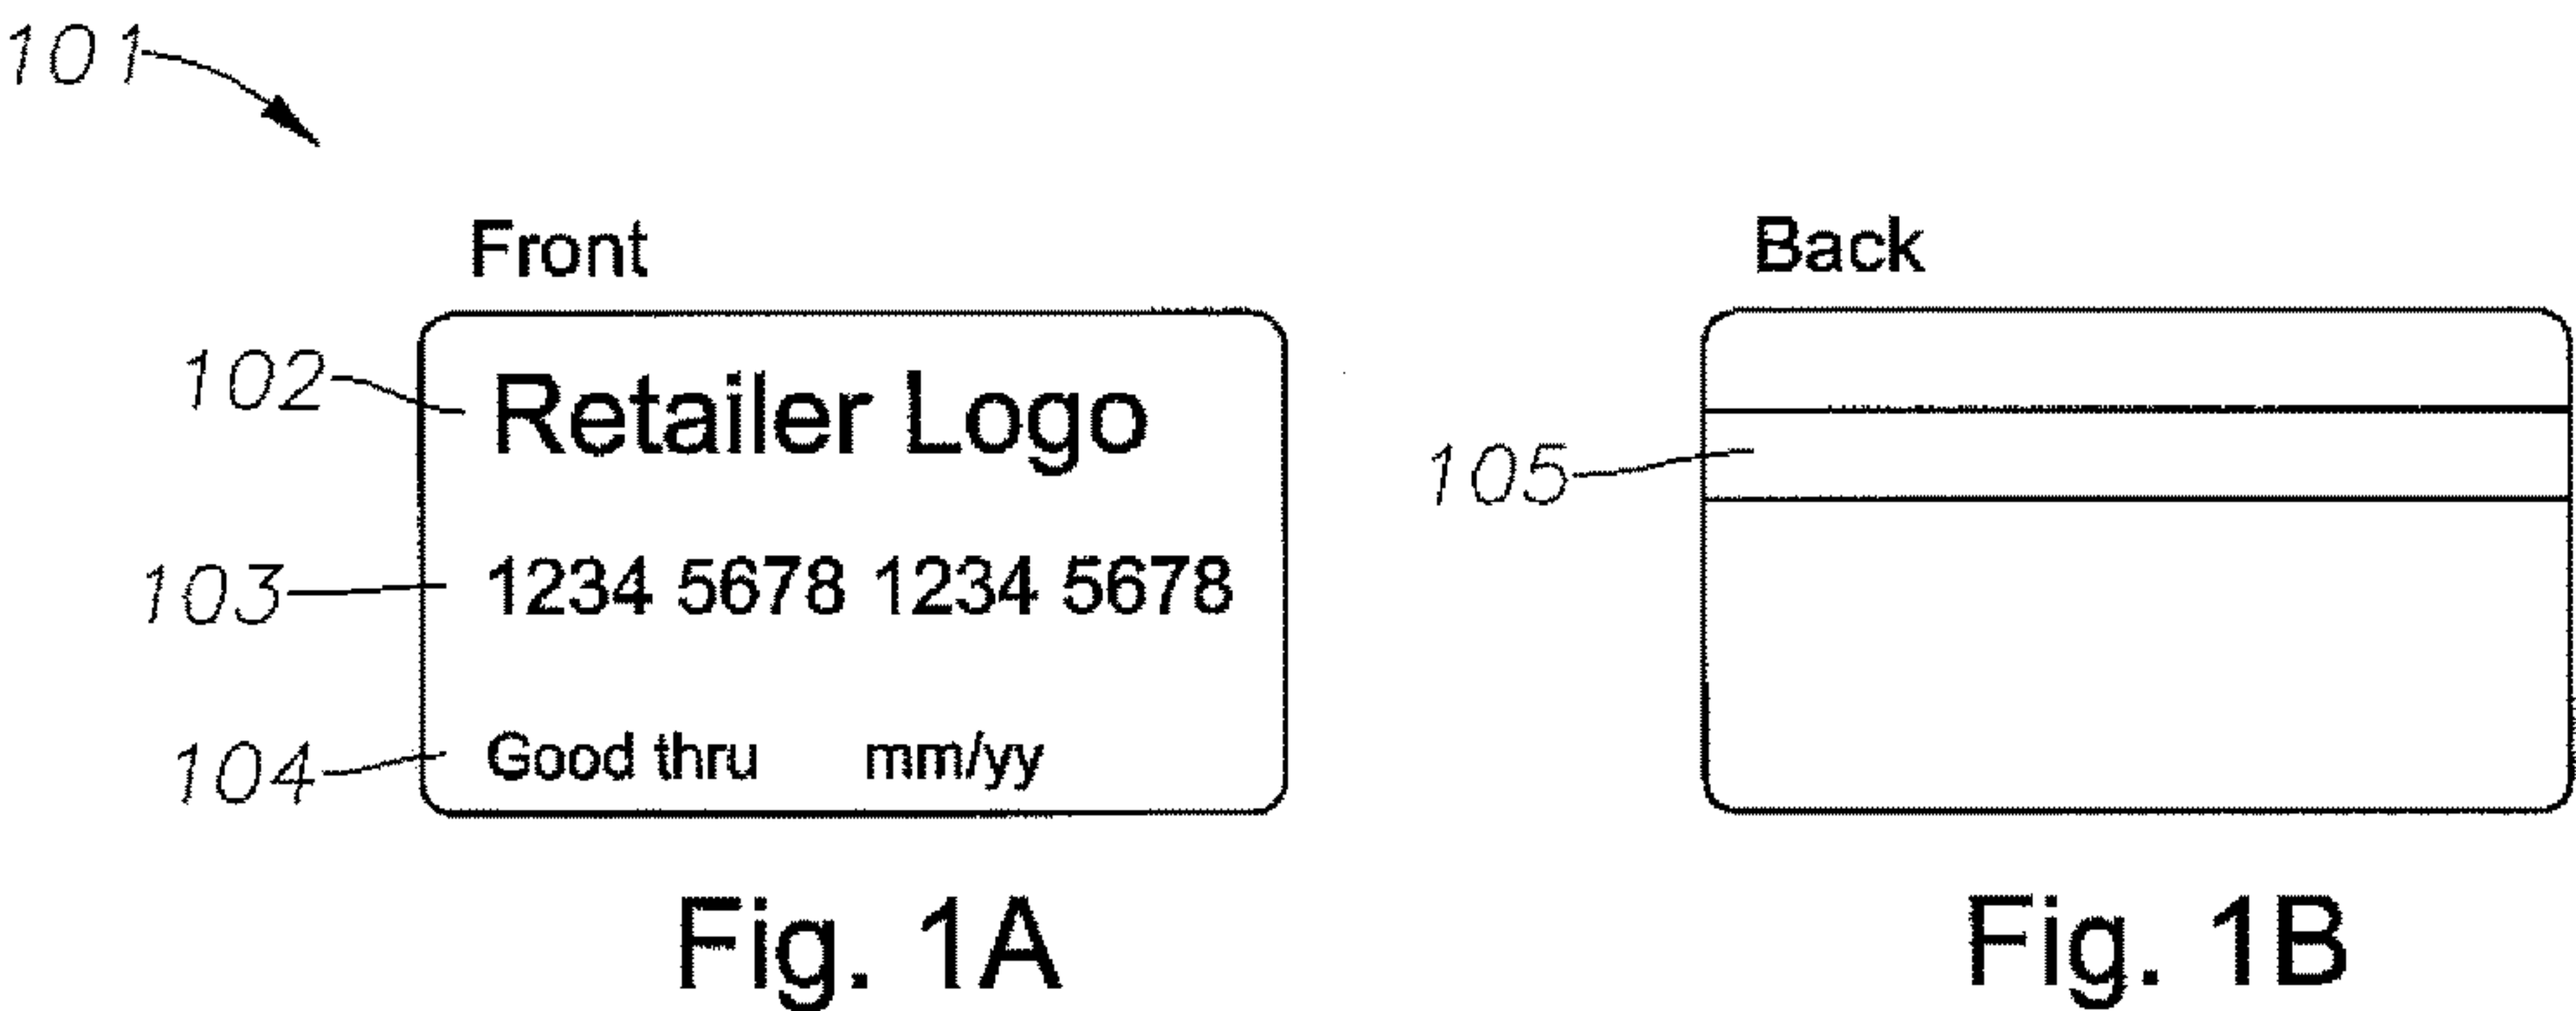 101
Front
102 Retailer Logo
103 1234 5678 1234 5678
104 Good thru mm/yy
Fig. 1A
Back
105
Fig. 1B